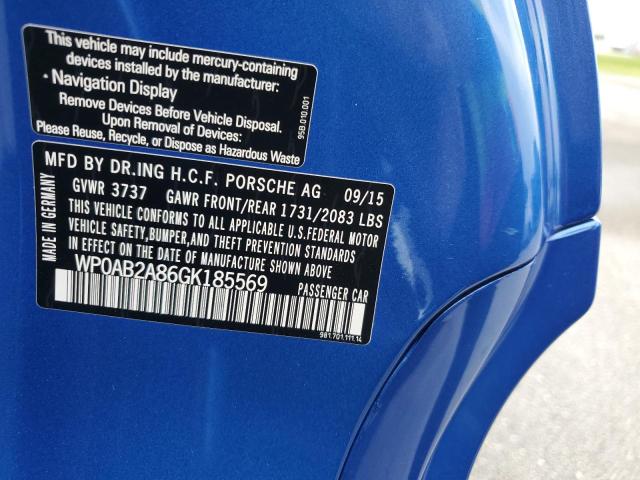 This vehicle may include mercury-containing
devices installed by the manufacturer:
• Navigation Display
Remove Devices Before Vehicle Disposal.
Upon Removal of Devices:
Please Reuse, Recycle, or Dispose as Hazardous Waste
95B.010.001
MADE IN GERMANY
MFD BY DR.ING H.C.F. PORSCHE AG 09/15
GVWR 3737 GAWR FRONT/REAR 1731/2083 LBS
THIS VEHICLE CONFORMS TO ALL APPLICABLE U.S.FEDERAL MOTOR
VEHICLE SAFETY,BUMPER,AND THEFT PREVENTION STANDARDS
IN EFFECT ON THE DATE OF MANUFACTURE SHOWN ABOVE.
WP0AB2A86GK185569 PASSENGER CAR
981.701.111.14